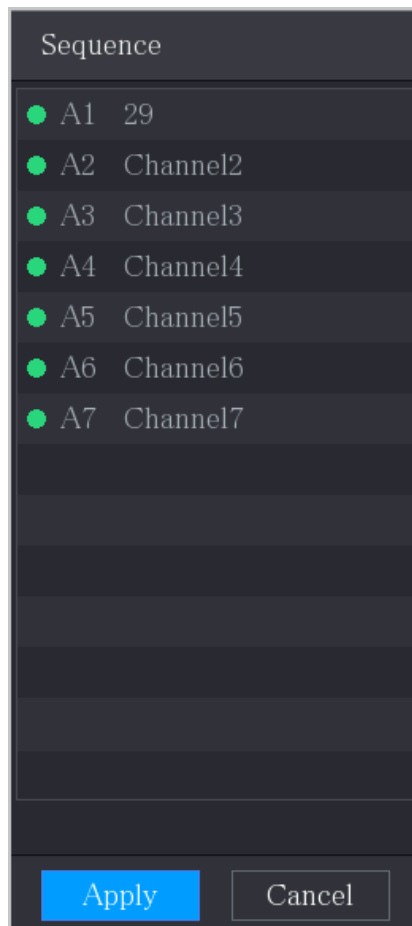 Sequence
A1 29
A2 Channel2
A3 Channel3
A4 Channel4
A5 Channel5
A6 Channel6
A7 Channel7
Apply Cancel